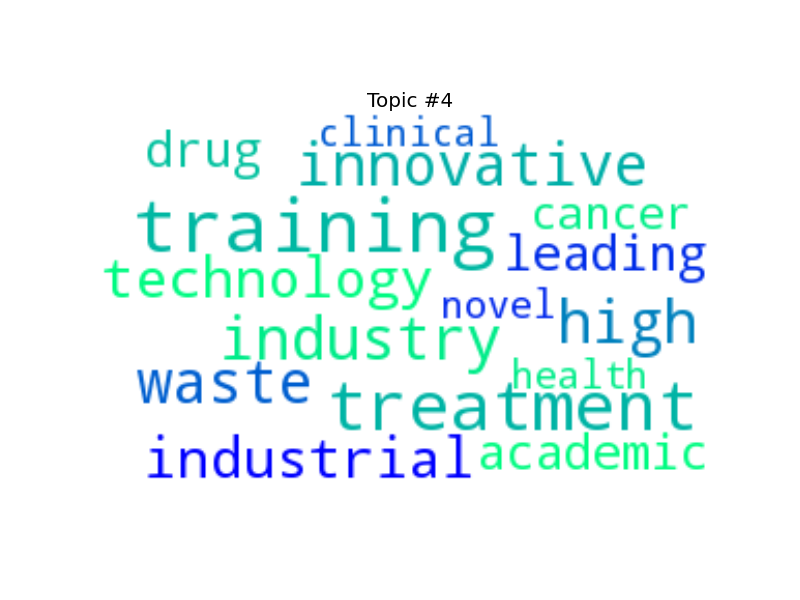 Topic #4
clinical
drug innovative
training cancer
leading
technology
novel high
industry
waste health
treatment
industrial academic